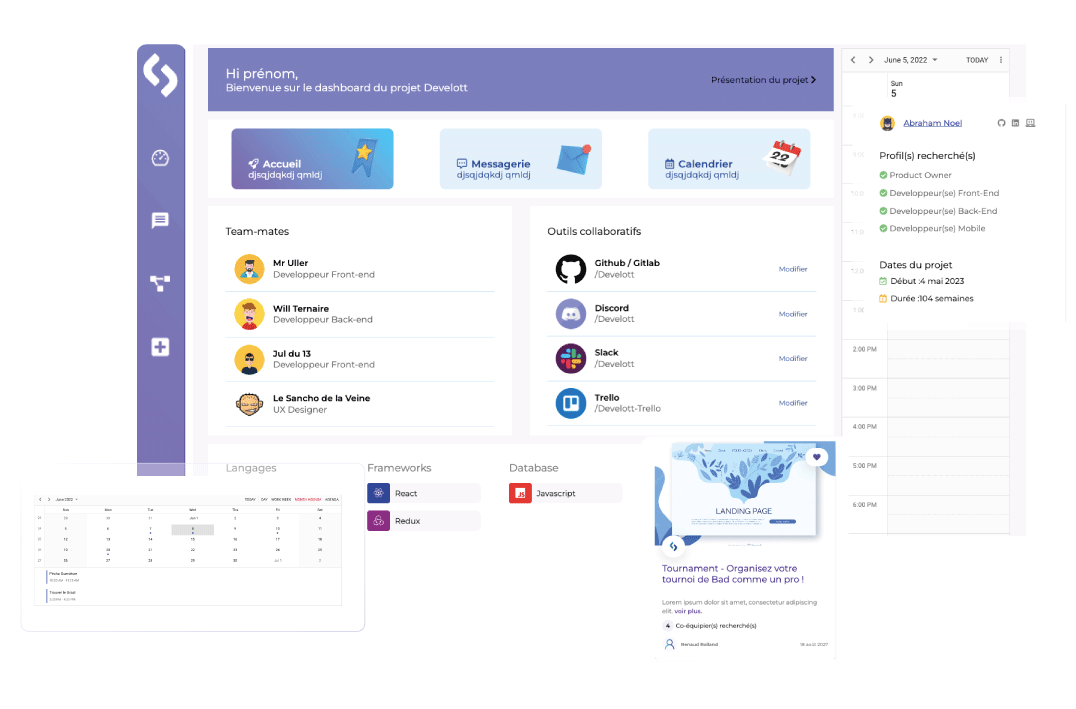 Hi prénom,
Bienvenue sur le dashboard du projet Develott
Présentation du projet
Accueil
djsqjdqkdj qmldj
Messagerie
djsqjdqkdj qmldj
Calendrier
djsqjdqkdj qmldj
Team-mates
Mr Uller
Developpeur Front-end
Will Ternaire
Developpeur Back-end
Jul du 13
Developpeur Front-end
Le Sancho de la Veine
UX Designer
Outils collaboratifs
Github / Gitlab
/Develott
Modifier
Discord
/Develott
Modifier
Slack
/Develott
Modifier
Trello
/Develott-Trello
Modifier
June 5, 2022
TODAY
Sun
5
Abraham Noel
Profil(s) recherché(s)
Product Owner
Developpeur(se) Front-End
Developpeur(se) Back-End
Developpeur(se) Mobile
Dates du projet
Début :4 mai 2023
Durée :104 semaines
2:00 PM
3:00 PM
4:00 PM
5:00 PM
6:00 PM
Langages
Frameworks
React
Redux
Database
JS
Javascript
June 2022
TODAY DAY WORK WEEK MONTH AGENDA AGENDA
Sun Mon Tue Wed Thu Fri Sat
LANDING PAGE
Tournament - Organisez votre
tournoi de Bad comme un pro !
Lorem ipsum dolor sit amet, consectetur adipiscing
elit. voir plus.
4 Co-équipier(s) recherché(s)
Renaud Bolland